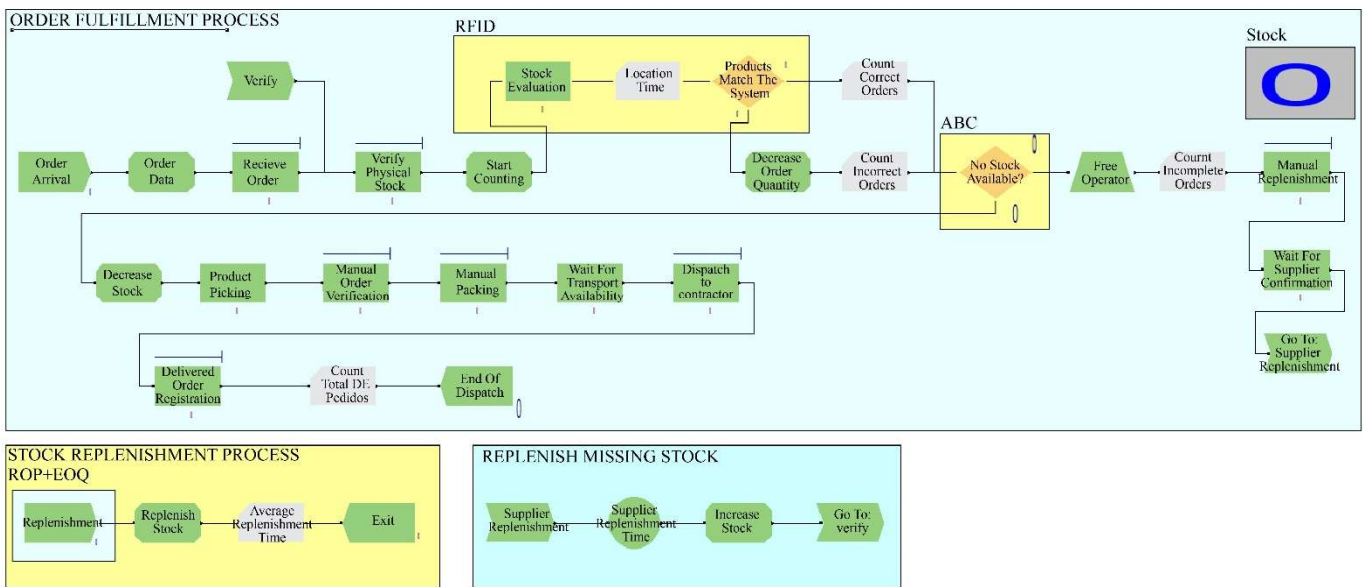 ORDER FULFILLMENT PROCESS
RFID
Stock
Verify
Stock
Evaluation
Location
Time
Products
Match The
System
Count
Correct
Orders
ABC
Order
Arrival
Order
Data
Recieve
Order
Verify
Physical
Stock
Start
Counting
Decrease
Order
Quantity
Count
Incorrect
Orders
No Stock
Available?
Free
Operator
Cournt
Incomplete
Orders
Manual
Replenishment
Decrease
Stock
Product
Picking
Manual
Order
Verification
Manual
Packing
Wait For
Transport
Availability
Dispatch
to
contractor
Wait For
Supplier
Confirmation
Go To:
Supplier
Replenishment
Delivered
Order
Registration
Count
Total DE
Pedidos
End Of
Dispatch
STOCK REPLENISHMENT PROCESS
ROP+EOQ
Replenishment
Replenish
Stock
Average
Replenishment
Time
Exit
REPLENISH MISSING STOCK
Supplier
Replenishment
Supplier
Replenishment
Time
Increase
Stock
Go To:
verify